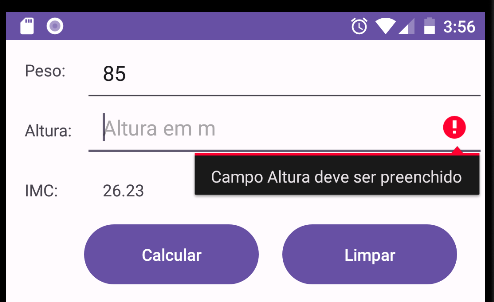 3:56
Peso: 85
Altura: Altura em m
Campo Altura deve ser preenchido
IMC: 26.23
Calcular Limpar